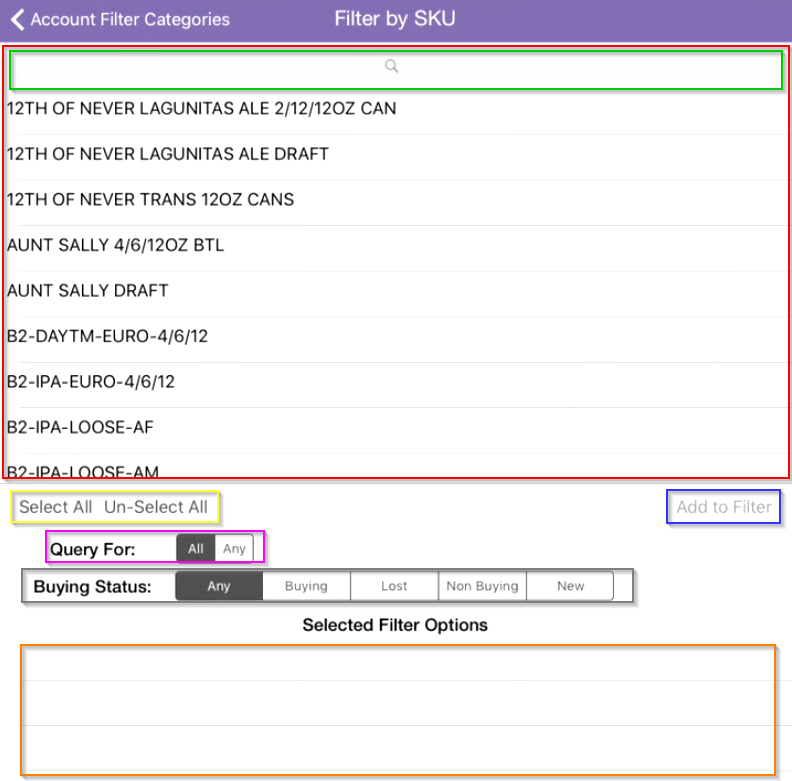 Account Filter Categories Filter by SKU
12TH OF NEVER LAGUNITAS ALE 2/12/12OZ CAN
12TH OF NEVER LAGUNITAS ALE DRAFT
12TH OF NEVER TRANS 12OZ CANS
AUNT SALLY 4/6/12OZ BTL
AUNT SALLY DRAFT
B2-DAYTM-EURO-4/6/12
B2-IPA-EURO-4/6/12
B2-IPA-LOOSE-AF
B2-IPA-LOOSE-AM
Select All Un-Select All Add to Filter
Query For: All Any
Buying Status: Any Buying Lost Non Buying New
Selected Filter Options